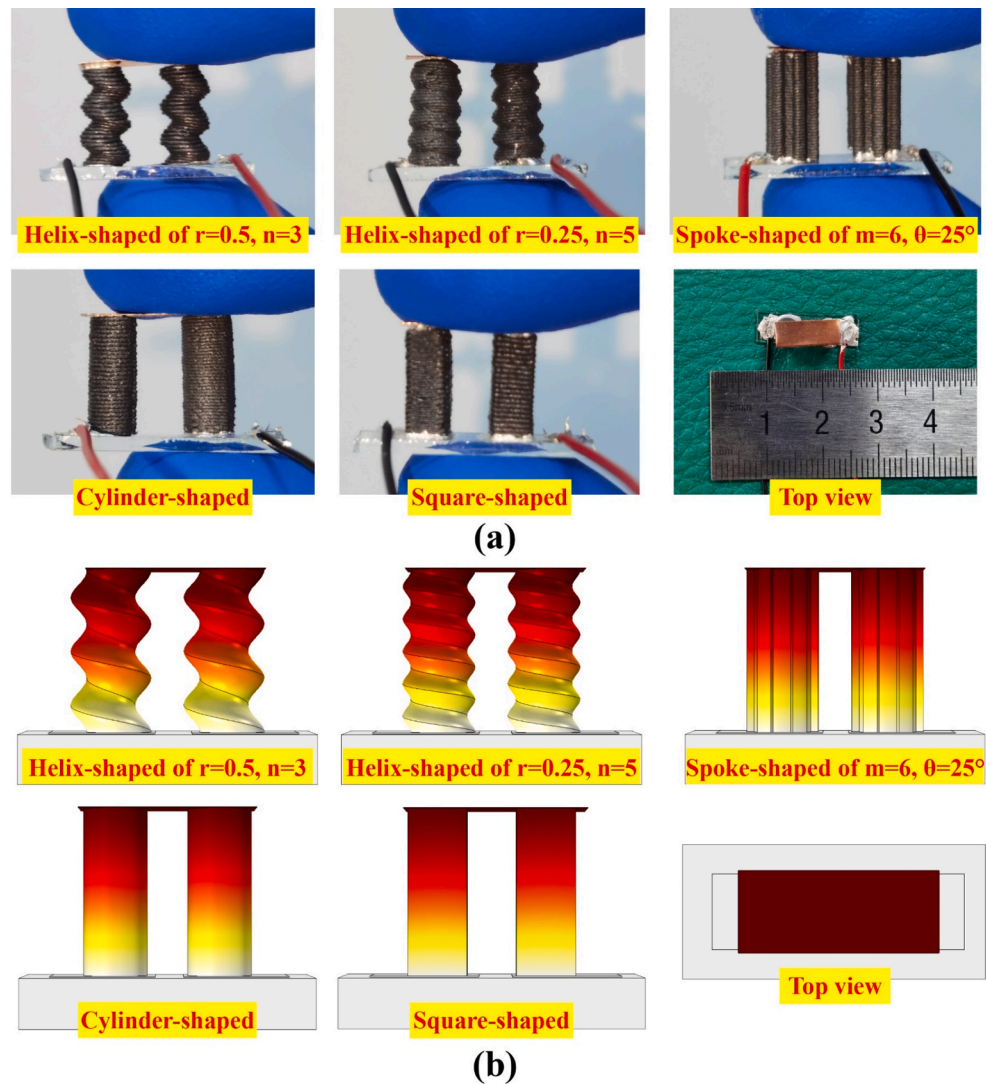 Helix-shaped of r=0.5, n=3
Helix-shaped of r=0.25, n=5
Spoke-shaped of m=6, θ=25°
1 2 3 4
Cylinder-shaped
Square-shaped
Top view
(a)
Helix-shaped of r=0.5, n=3
Helix-shaped of r=0.25, n=5
Spoke-shaped of m=6, θ=25°
Cylinder-shaped
Square-shaped
Top view
(b)